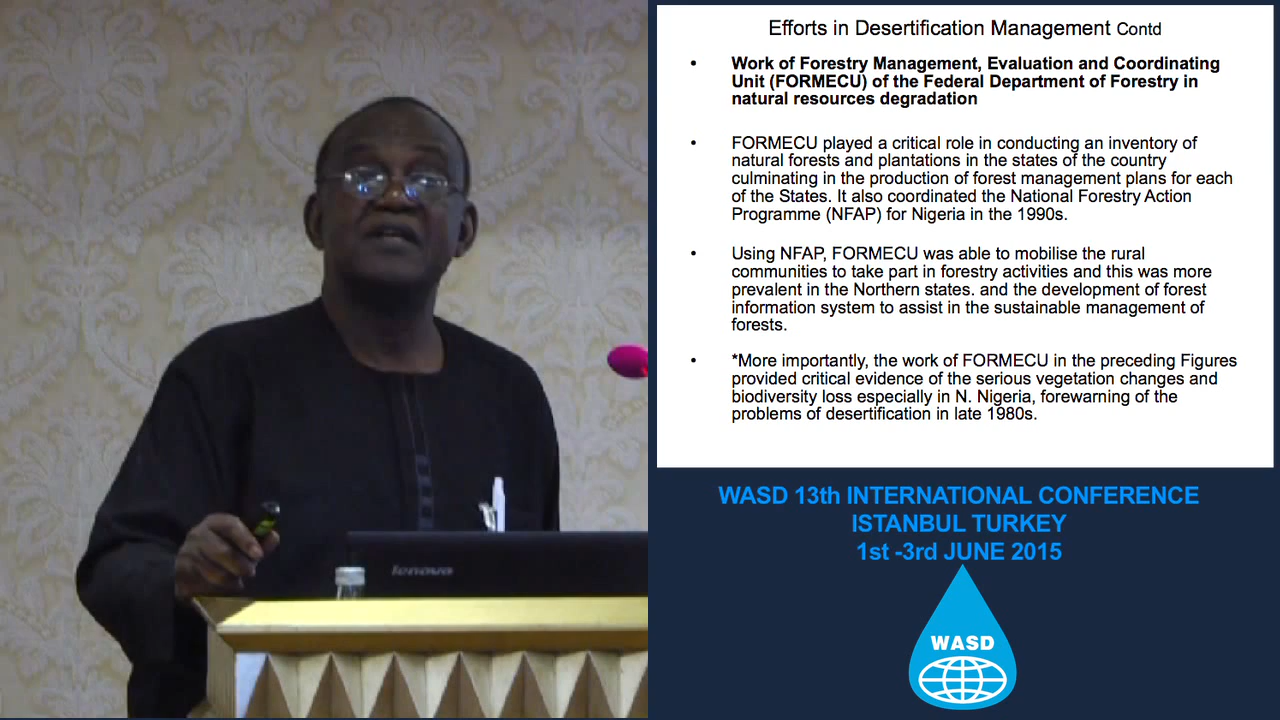 Efforts in Desertification Management Contd
• Work of Forestry Management, Evaluation and Coordinating
Unit (FORMECU) of the Federal Department of Forestry in
natural resources degradation
• FORMECU played a critical role in conducting an inventory of
natural forests and plantations in the states of the country
culminating in the production of forest management plans for each
of the States. It also coordinated the National Forestry Action
Programme (NFAP) for Nigeria in the 1990s.
• Using NFAP, FORMECU was able to mobilise the rural
communities to take part in forestry activities and this was more
prevalent in the Northern states. and the development of forest
information system to assist in the sustainable management of
forests.
• *More importantly, the work of FORMECU in the preceding Figures
provided critical evidence of the serious vegetation changes and
biodiversity loss especially in N. Nigeria, forewarning of the
problems of desertification in late 1980s.
WASD 13th INTERNATIONAL CONFERENCE
ISTANBUL TURKEY
1st -3rd JUNE 2015
WASD
lenovo